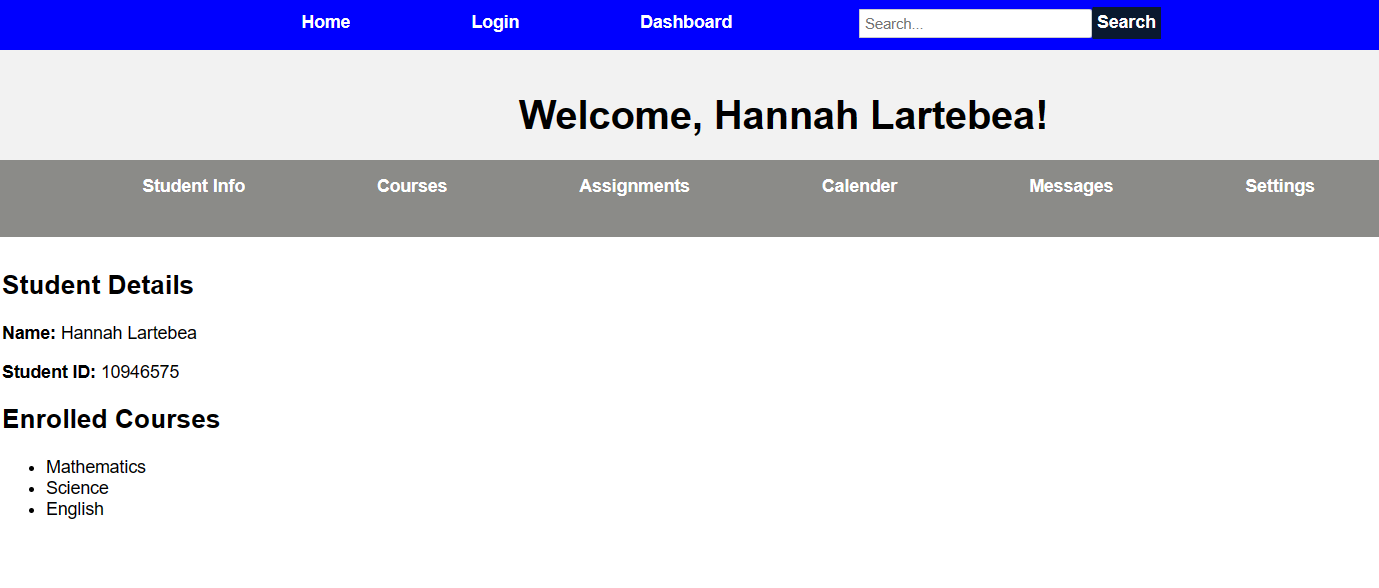 Home Login Dashboard Search... Search
Welcome, Hannah Lartebea!
Student Info Courses Assignments Calender Messages Settings
Student Details
Name: Hannah Lartebea
Student ID: 10946575
Enrolled Courses
Mathematics
Science
English